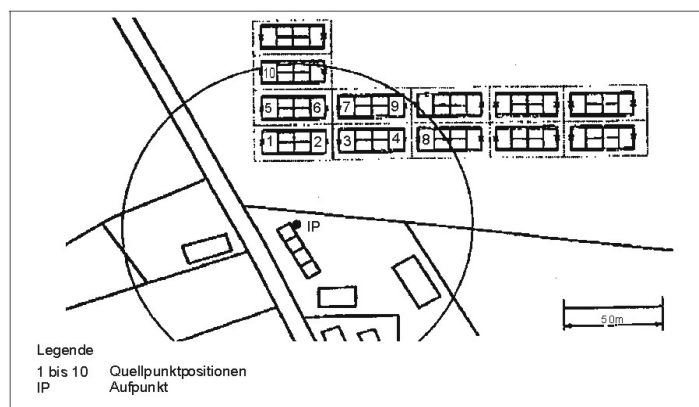 10
5 6 7 9
1 2 3 4 8
IP
50m
Legende
1 bis 10 Quellpunktpositionen
IP Aufpunkt